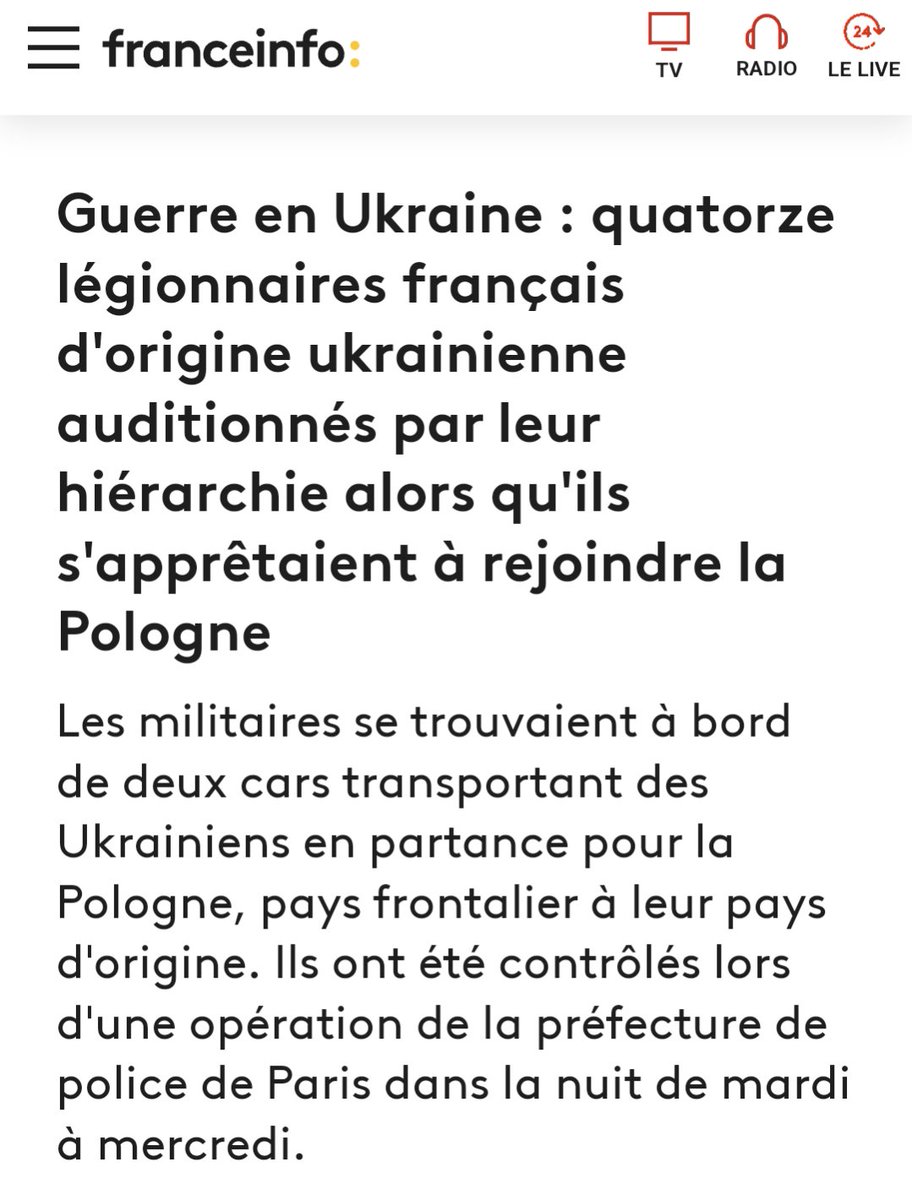 franceinfo:
TV
RADIO
24
LE LIVE
Guerre en Ukraine : quatorze
légionnaires français
d'origine ukrainienne
auditionnés par leur
hiérarchie alors qu'ils
s'apprêtaient à rejoindre la
Pologne
Les militaires se trouvaient à bord
de deux cars transportant des
Ukrainiens en partance pour la
Pologne, pays frontalier à leur pays
d'origine. Ils ont été contrôlés lors
d'une opération de la préfecture de
police de Paris dans la nuit de mardi
à mercredi.